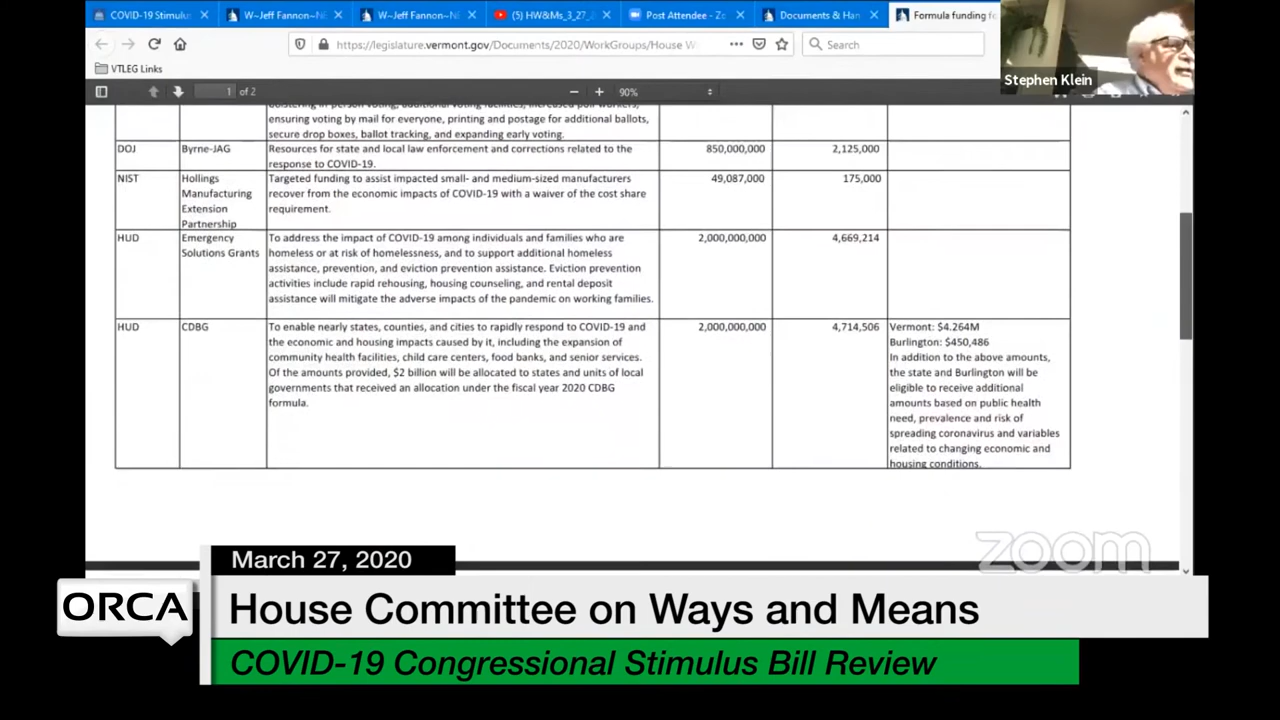 COVID-19 Stimulu
W~Jeff Fannon~NE
W~Jeff Fannon~NE
(5) HW&Ms_3_27_2
Post Attendee - Zo
Documents & Han
Formula funding fo
https://legislature.vermont.gov/Documents/2020/WorkGroups/House W
Search
VTLEG Links
Stephen Klein
1 of 2
90%
bolstering in person voting, additional voting facilities, increased poll workers,
ensuring voting by mail for everyone, printing and postage for additional ballots,
secure drop boxes, ballot tracking, and expanding early voting.
DOJ
Byrne-JAG
Resources for state and local law enforcement and corrections related to the
response to COVID-19.
850,000,000
2,125,000
NIST
Hollings
Manufacturing
Extension
Partnership
Targeted funding to assist impacted small- and medium-sized manufacturers
recover from the economic impacts of COVID-19 with a waiver of the cost share
requirement.
49,087,000
175,000
HUD
Emergency
Solutions Grants
To address the impact of COVID-19 among individuals and families who are
homeless or at risk of homelessness, and to support additional homeless
assistance, prevention, and eviction prevention assistance. Eviction prevention
activities include rapid rehousing, housing counseling, and rental deposit
assistance will mitigate the adverse impacts of the pandemic on working families.
2,000,000,000
4,669,214
HUD
CDBG
To enable nearly states, counties, and cities to rapidly respond to COVID-19 and
the economic and housing impacts caused by it, including the expansion of
community health facilities, child care centers, food banks, and senior services.
Of the amounts provided, $2 billion will be allocated to states and units of local
governments that received an allocation under the fiscal year 2020 CDBG
formula.
2,000,000,000
4,714,506
Vermont: $4.264M
Burlington: $450,486
In addition to the above amounts,
the state and Burlington will be
eligible to receive additional
amounts based on public health
need, prevalence and risk of
spreading coronavirus and variables
related to changing economic and
housing conditions.
zoom
March 27, 2020
ORCA
House Committee on Ways and Means
COVID-19 Congressional Stimulus Bill Review